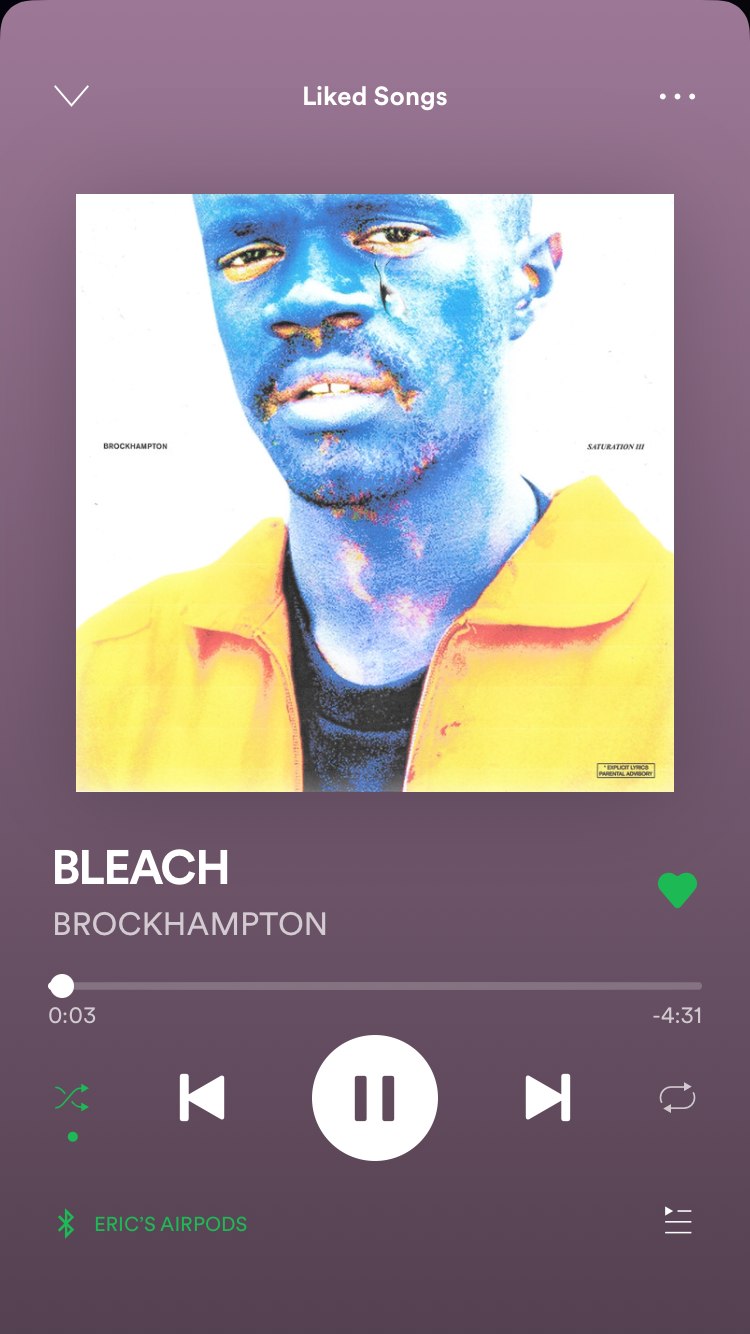 Liked Songs
BROCKHAMPTON
SATURATION III
* EXPLICIT LYRICS
PARENTAL ADVISORY
BLEACH
BROCKHAMPTON
0:03
-4:31
ERIC'S AIRPODS